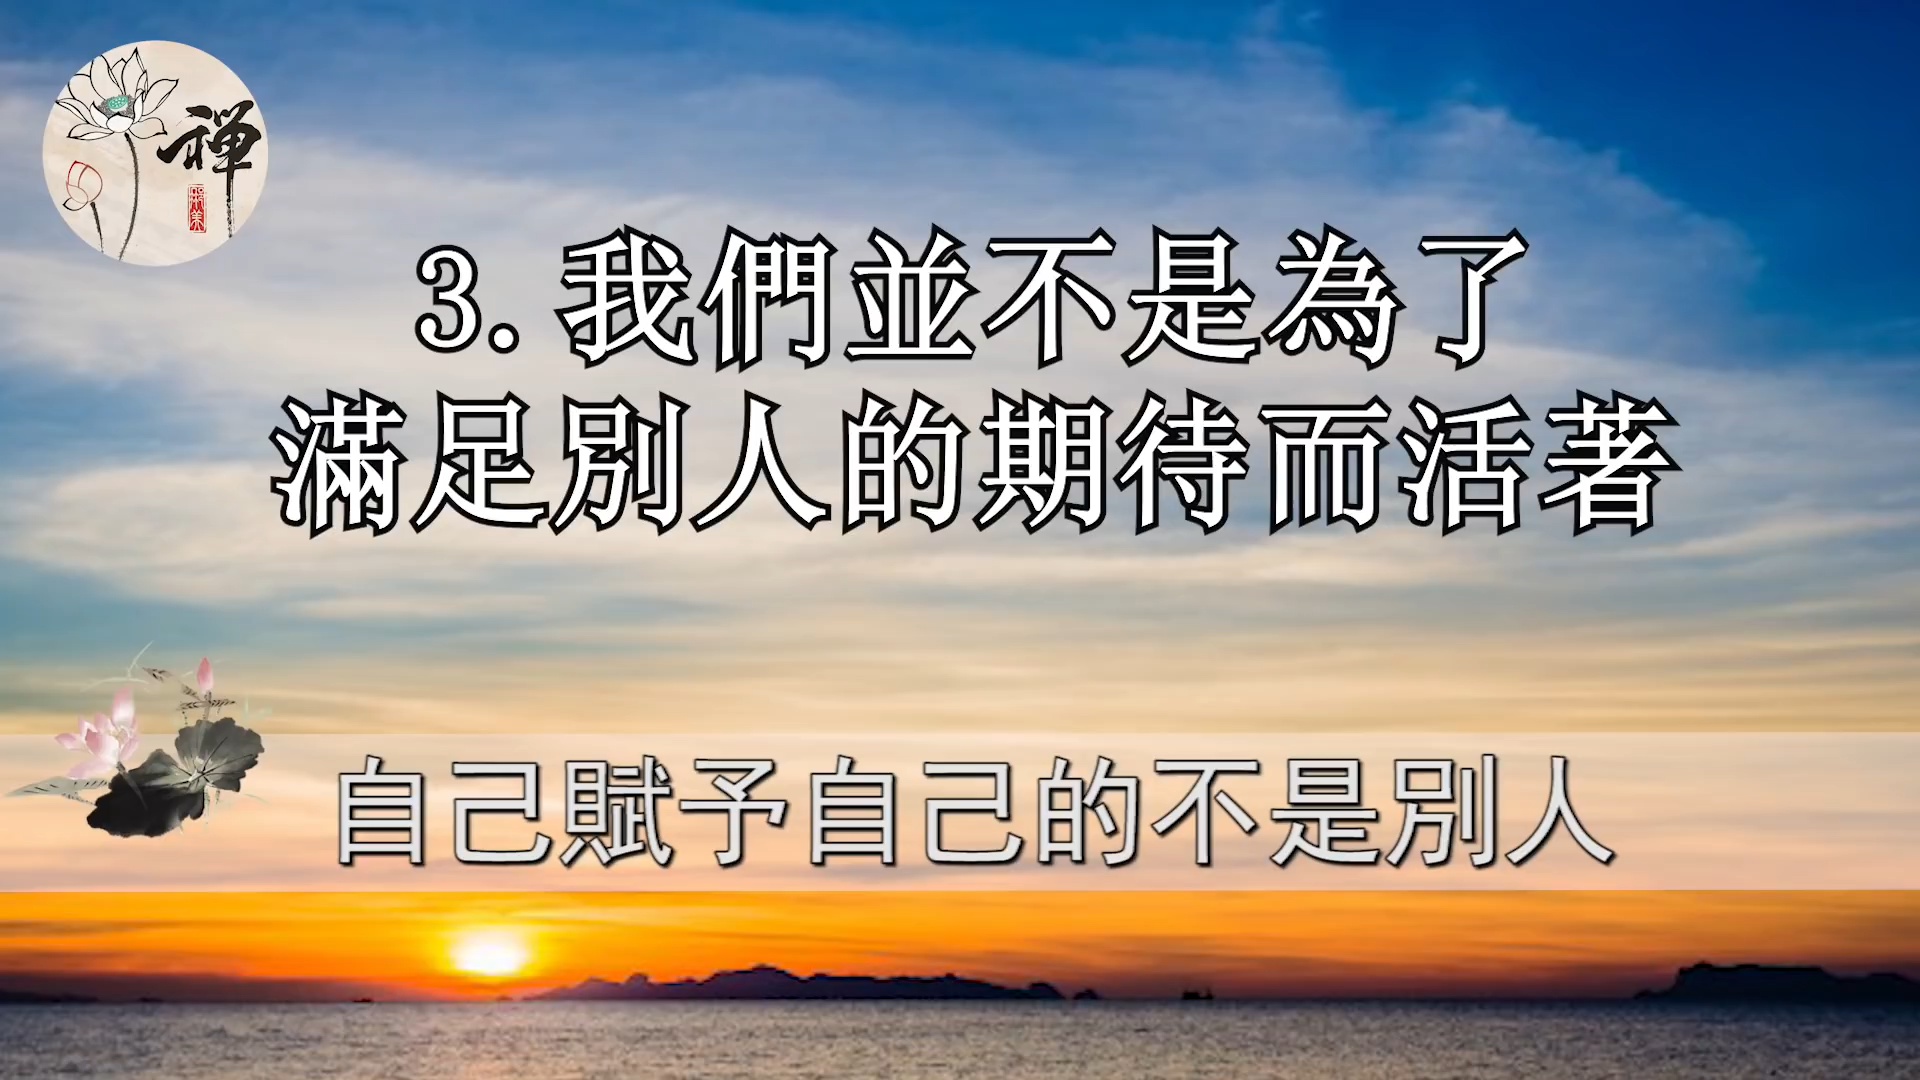 禅
3.我們並不是為了
滿足別人的期待而活著
自己賦予自己的不是別人